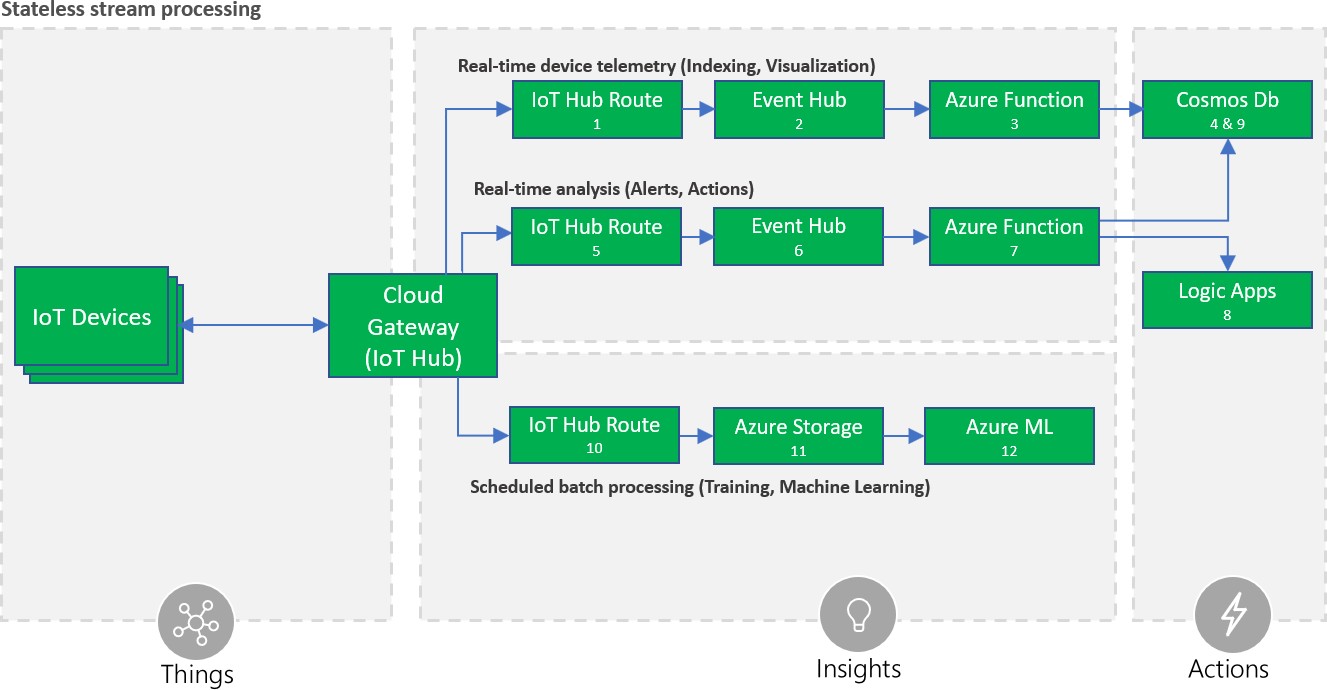 Stateless stream processing
Real-time device telemetry (Indexing, Visualization)
IoT Hub Route
1
Event Hub
2
Azure Function
3
Cosmos Db
4 & 9
Real-time analysis (Alerts, Actions)
IoT Hub Route
5
Event Hub
6
Azure Function
7
Logic Apps
8
IoT Devices
Cloud
Gateway
(IoT Hub)
IoT Hub Route
10
Azure Storage
11
Azure ML
12
Scheduled batch processing (Training, Machine Learning)
Things
Insights
Actions